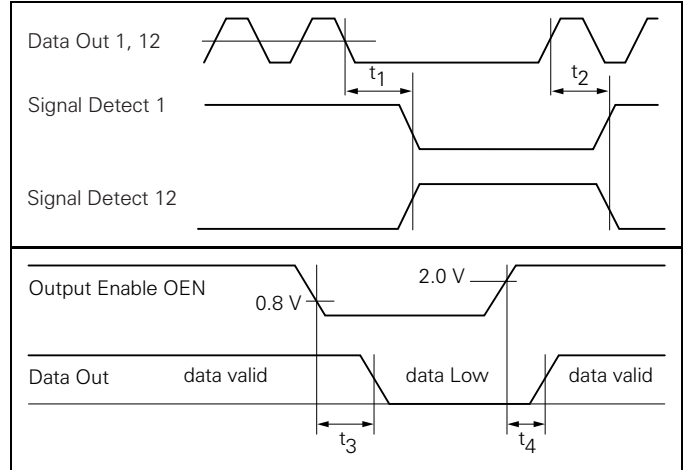 Data Out 1, 12
t1
t2
Signal Detect 1
Signal Detect 12
Output Enable OEN
0.8 V
2.0 V
Data Out
data valid
data Low
data valid
t3
t4